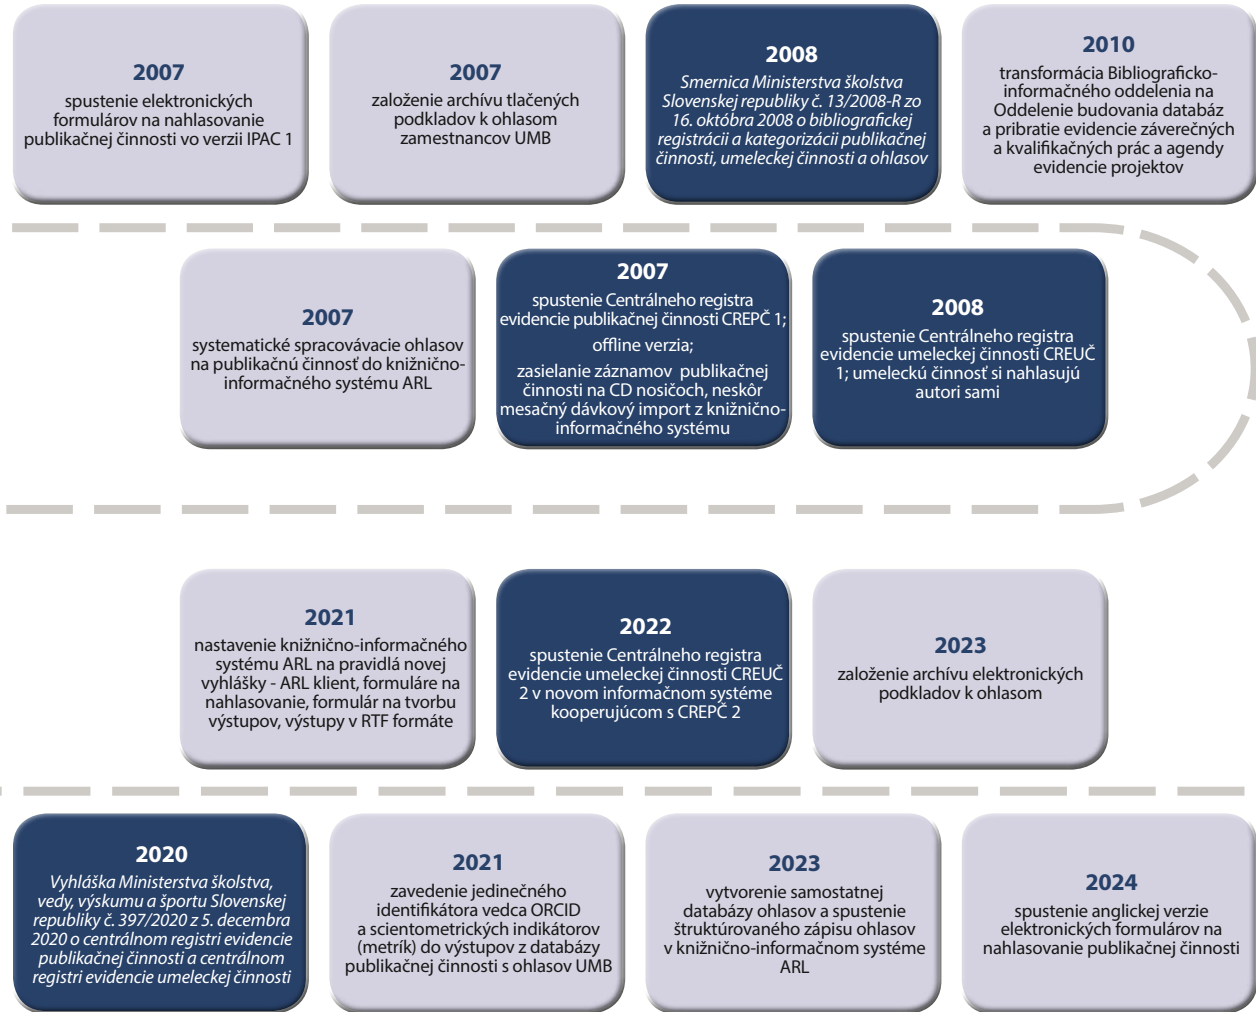 2007
spustenie elektronických
formulárov na nahlasovanie
publikačnej činnosti vo verzii IPAC 1
2007
založenie archívu tlačených
podkladov k ohlasom
zamestnancov UMB
2008
Smernica Ministerstva školstva
Slovenskej republiky č. 13/2008-R zo
16. októbra 2008 o bibliografickej
registrácii a kategorizácii publikačnej
činnosti, umeleckej činnosti a ohlasov
2010
transformácia Bibliograficko-
informačného oddelenia na
Oddelenie budovania databáz
a pribratie evidencie záverečných
a kvalifikačných prác a agendy
evidencie projektov
2007
systematické spracovávacie ohlasov
na publikačnú činnosť do knižnično-
informačného systému ARL
2007
spustenie Centrálneho registra
evidencie publikačnej činnosti CREPČ 1;
offline verzia;
zasielanie záznamov publikačnej
činnosti na CD nosičoch, neskôr
mesačný dávkový import z knižnično-
informačného systému
2008
spustenie Centrálneho registra
evidencie umeleckej činnosti CREUČ
1; umeleckú činnosť si nahlasujú
autori sami
2021
nastavenie knižnično-informačného
systému ARL na pravidlá novej
vyhlášky - ARL klient, formuláre na
nahlasovanie, formulár na tvorbu
výstupov, výstupy v RTF formáte
2022
spustenie Centrálneho registra
evidencie umeleckej činnosti CREUČ
2 v novom informačnom systéme
kooperujúcom s CREPČ 2
2023
založenie archívu elektronických
podkladov k ohlasom
2020
Vyhláška Ministerstva školstva,
vedy, výskumu a športu Slovenskej
republiky č. 397/2020 z 5. decembra
2020 o centrálnom registri evidencie
publikačnej činnosti a centrálnom
registri evidencie umeleckej činnosti
2021
zavedenie jedinečného
identifikátora vedca ORCID
a scientometrických indikátorov
(metrík) do výstupov z databázy
publikačnej činnosti s ohlasov UMB
2023
vytvorenie samostatnej
databázy ohlasov a spustenie
štruktúrovaného zápisu ohlasov
v knižnično-informačnom systéme
ARL
2024
spustenie anglickej verzie
elektronických formulárov na
nahlasovanie publikačnej činnosti